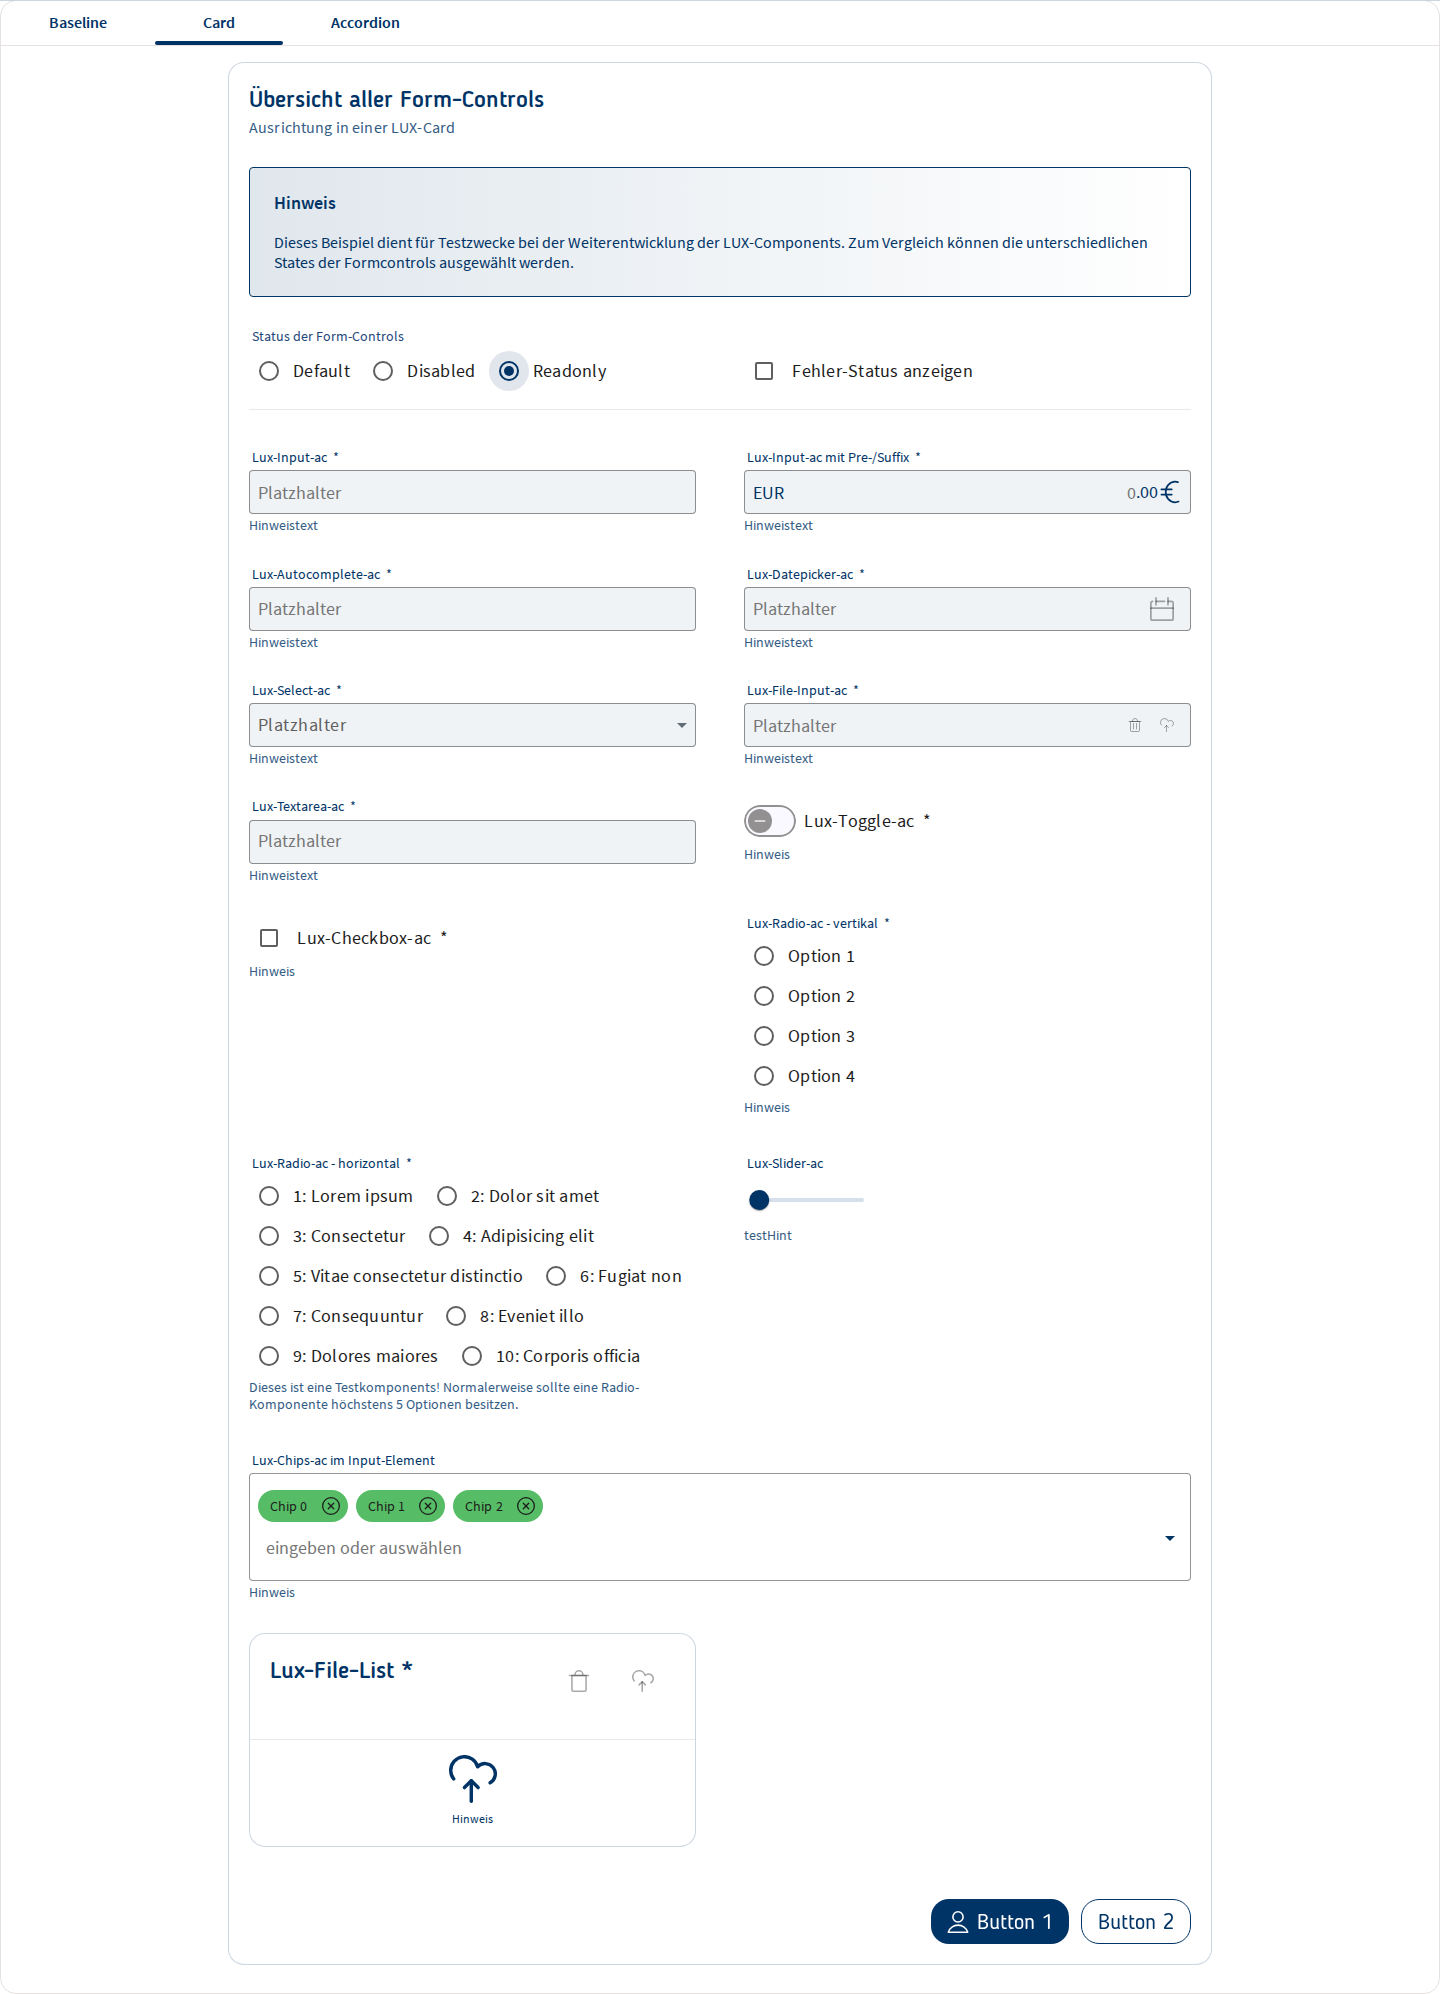 Baseline Card Accordion
Übersicht aller Form-Controls
Ausrichtung in einer LUX-Card
Hinweis
Dieses Beispiel dient für Testzwecke bei der Weiterentwicklung der LUX-Components. Zum Vergleich können die unterschiedlichen
States der Formcontrols ausgewählt werden.
Status der Form-Controls
Default Disabled Readonly Fehler-Status anzeigen
Lux-Input-ac * Lux-Input-ac mit Pre-/Suffix *
Platzhalter EUR 0.00€
Hinweistext Hinweistext
Lux-Autocomplete-ac * Lux-Datepicker-ac *
Platzhalter Platzhalter
Hinweistext Hinweistext
Lux-Select-ac * Lux-File-Input-ac *
Platzhalter Platzhalter
Hinweistext Hinweistext
Lux-Textarea-ac *
Platzhalter Lux-Toggle-ac *
Hinweistext Hinweis
Lux-Checkbox-ac * Lux-Radio-ac - vertikal *
Hinweis Option 1
Option 2
Option 3
Option 4
Hinweis
Lux-Radio-ac - horizontal * Lux-Slider-ac
1: Lorem ipsum 2: Dolor sit amet
3: Consectetur 4: Adipisicing elit testHint
5: Vitae consectetur distinctio 6: Fugiat non
7: Consequuntur 8: Eveniet illo
9: Dolores maiores 10: Corporis officia
Dieses ist eine Testkomponents! Normalerweise sollte eine Radio-
Komponente höchstens 5 Optionen besitzen.
Lux-Chips-ac im Input-Element
Chip 0 Chip 1 Chip 2
eingeben oder auswählen
Hinweis
Lux-File-List *
Hinweis
Button 1 Button 2